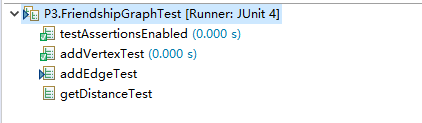 P3.FriendshipGraphTest [Runner: JUnit 4]
testAssertionsEnabled (0.000 s)
addVertexTest (0.000 s)
addEdgeTest
getDistanceTest